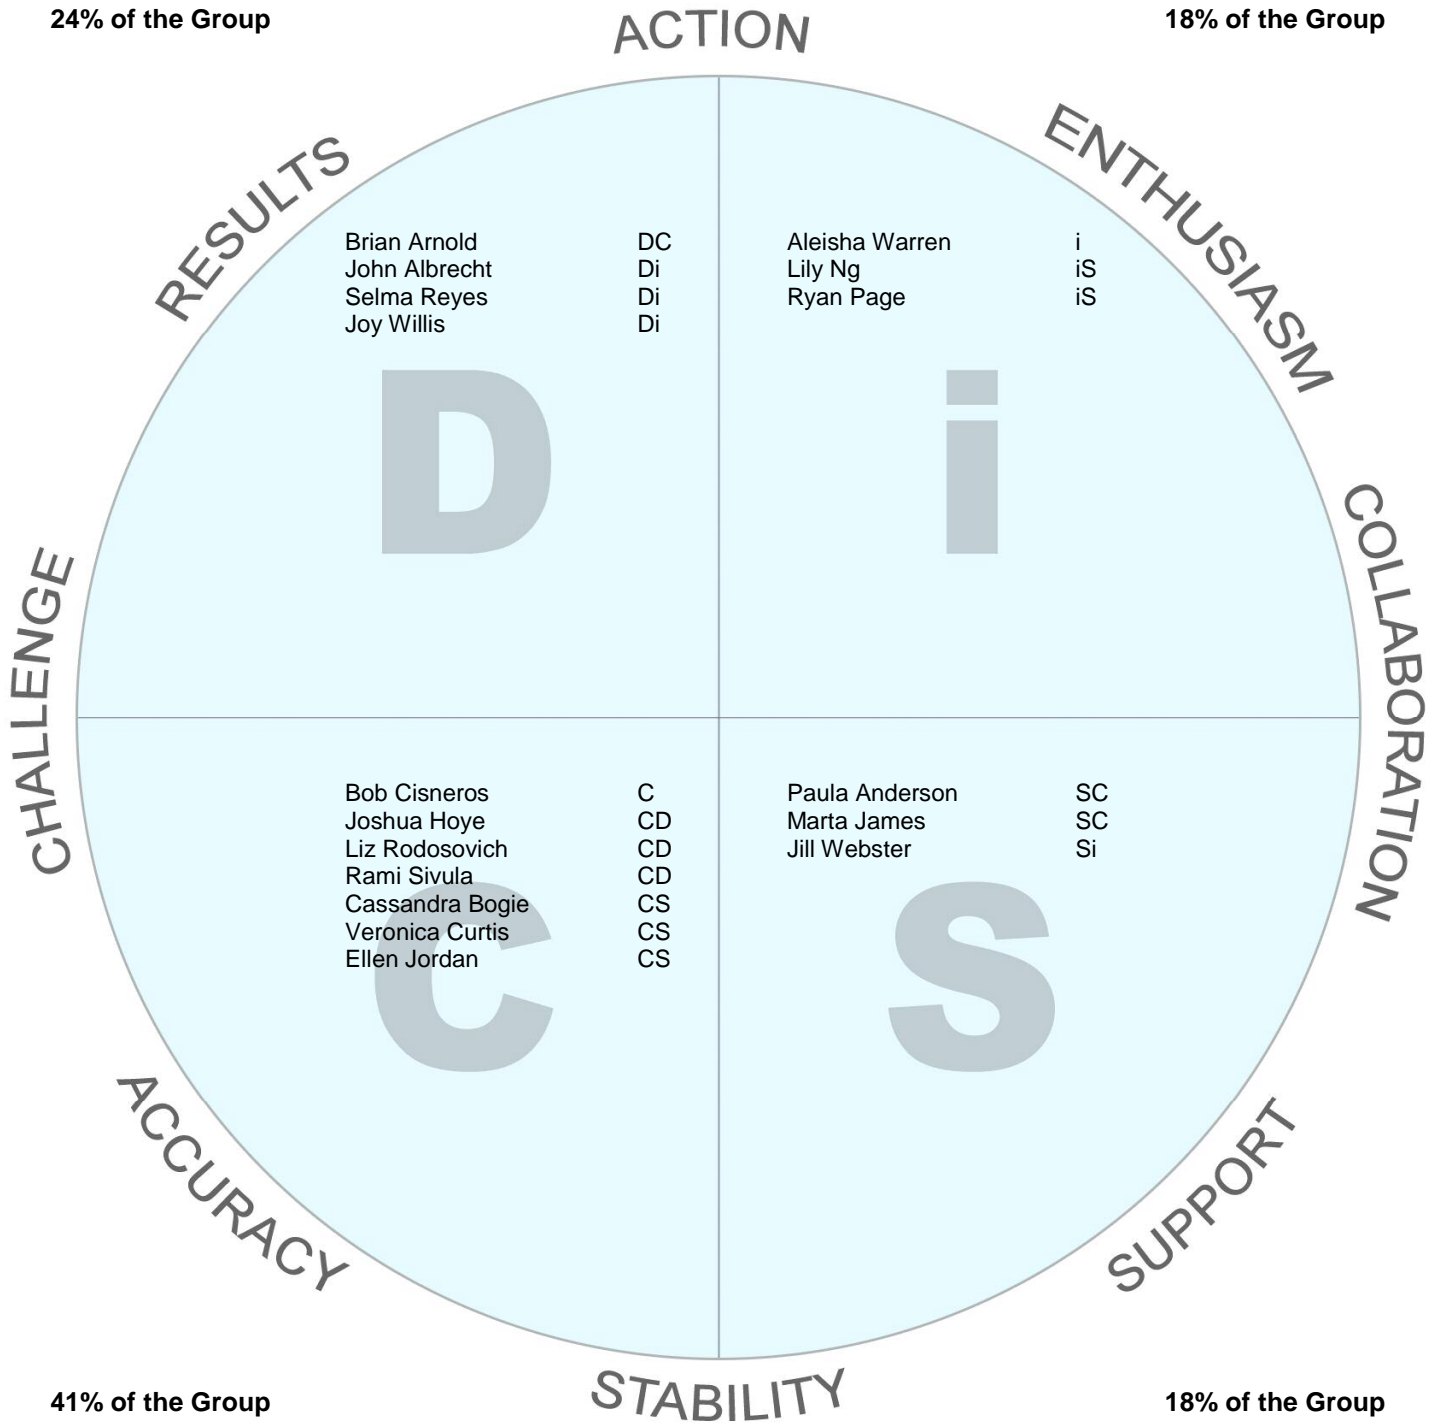 24% of the Group
18% of the Group
ACTION
RESULTS
ENTHUSIASM
Brian Arnold DC
John Albrecht Di
Selma Reyes Di
Joy Willis Di
Aleisha Warren i
Lily Ng iS
Ryan Page iS
D
i
CHALLENGE
COLLABORATION
Bob Cisneros C
Joshua Hoye CD
Liz Rodosovich CD
Rami Sivula CD
Cassandra Bogie CS
Veronica Curtis CS
Ellen Jordan CS
Paula Anderson SC
Marta James SC
Jill Webster Si
C
S
ACCURACY
SUPPORT
STABILITY
41% of the Group
18% of the Group